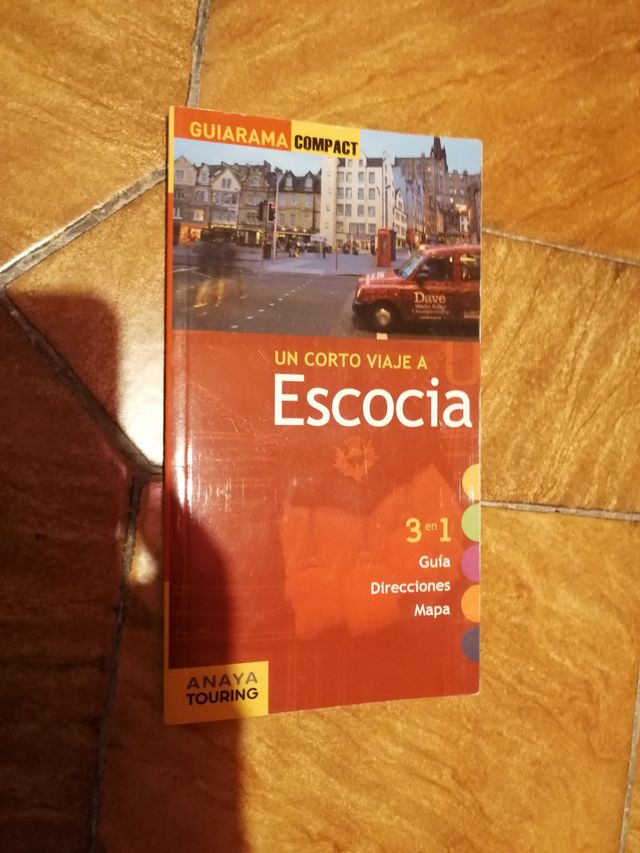 GUIARAMA COMPACT
Dave
UN CORTO VIAJE A
Escocia
3 en 1
Guía
Direcciones
Mapa
ANAYA
TOURING